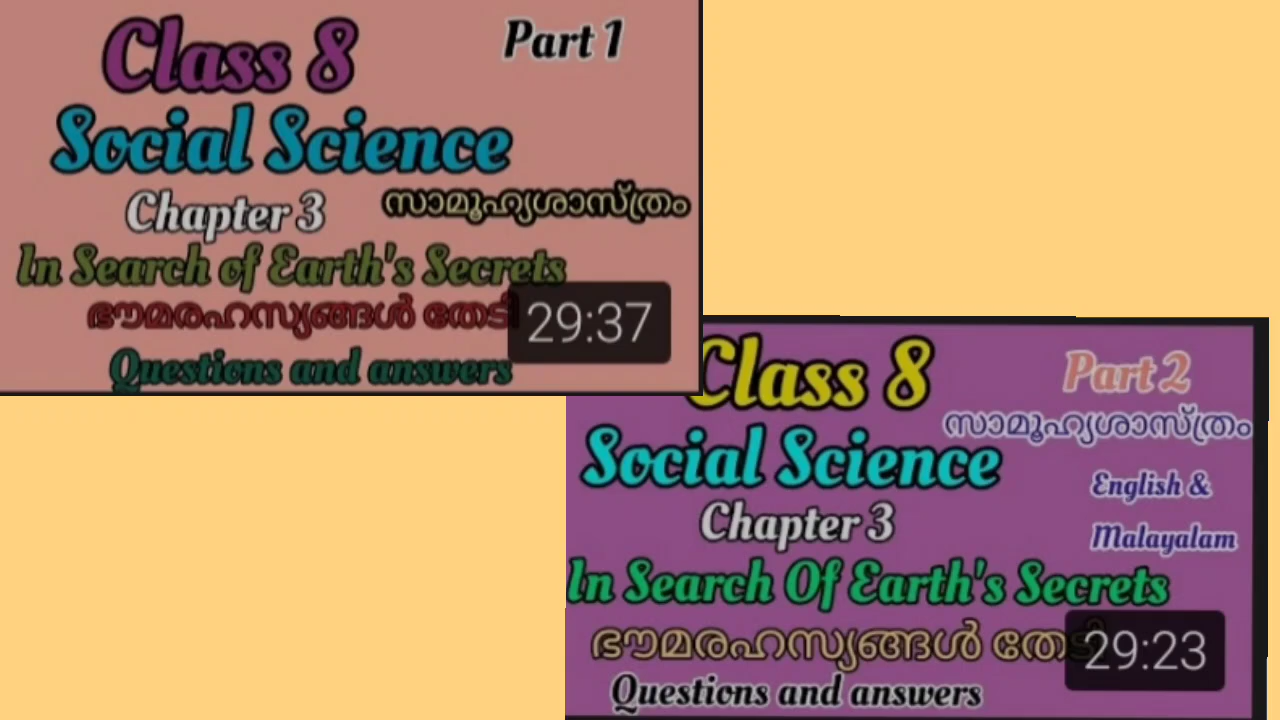 Class 8
Part 1
Social Science
Chapter 3
സാമൂഹ്യശാസ്ത്രം
In Search of Earth's Secrets
ഭൗമരഹസ്യങ്ങൾ തേടി
29:37
Questions and answers
Class 8
Part 2
സാമൂഹ്യശാസ്ത്രം
Social Science
English &
Chapter 3
Malayalam
In Search Of Earth's Secrets
ഭൗമരഹസ്യങ്ങൾ തേടി
29:23
Questions and answers